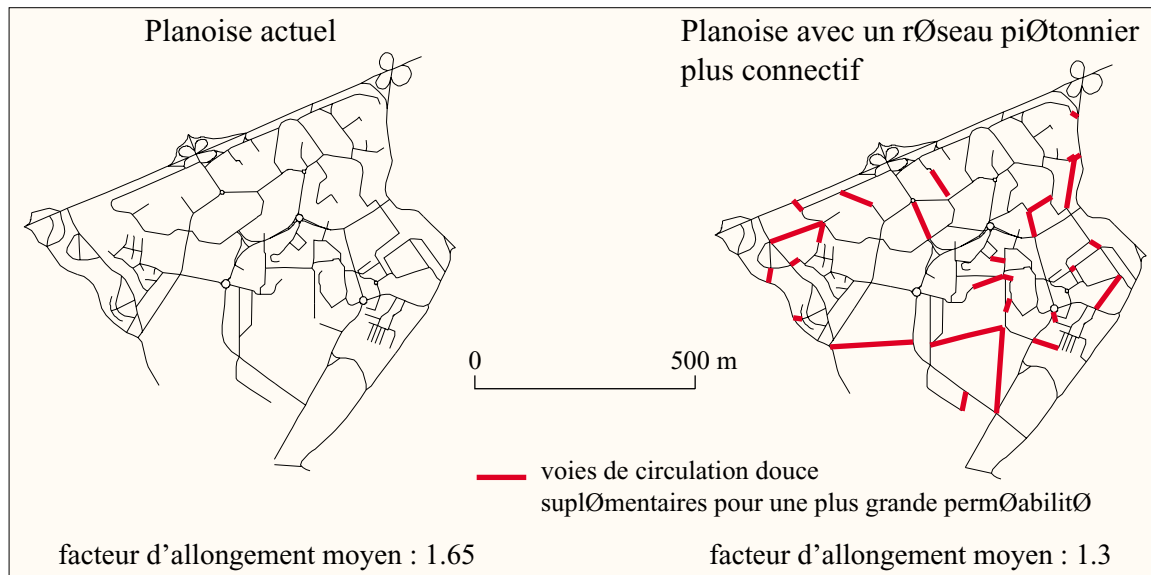 Planoise actuel
Planoise avec un rØseau piØtonnier
plus connectif
0
500 m
voies de circulation douce
suplØmentaires pour une plus grande permØabilitØ
facteur d'allongement moyen : 1.65
facteur d'allongement moyen : 1.3